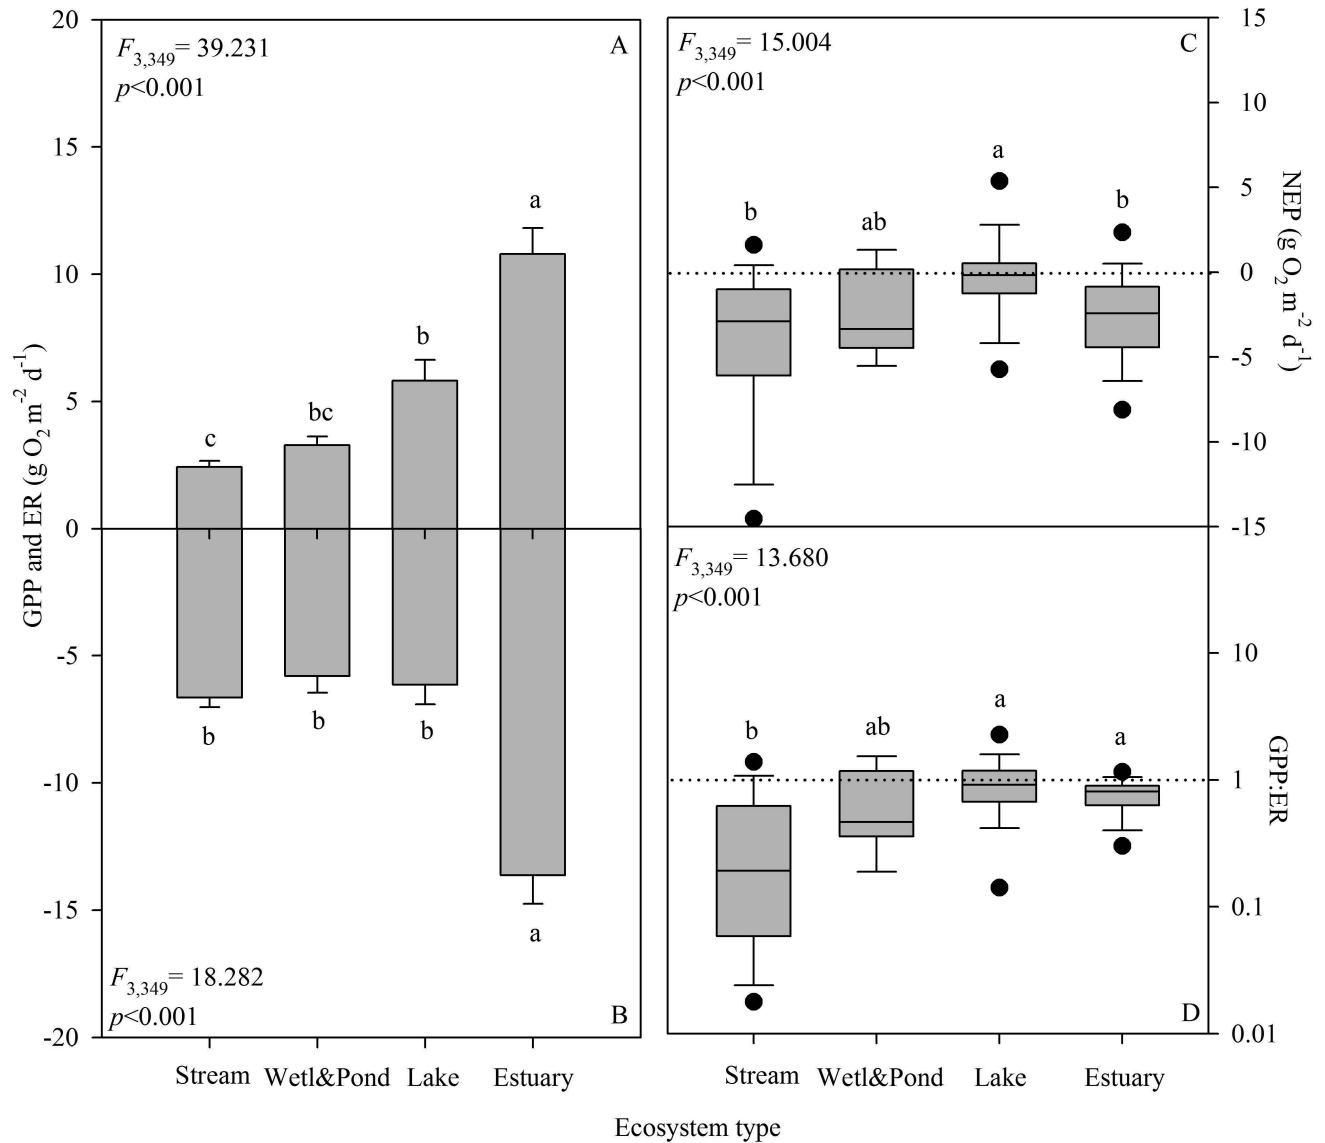 20
15
10
5
0
-5
-10
-15
-20
GPP and ER (g O₂ m⁻² d⁻¹)
F₃,₃₄₉= 39.231
p<0.001
A
c
bc
b
a
b
b
b
a
F₃,₃₄₉= 18.282
p<0.001
B
Stream
Wetl&Pond
Lake
Estuary
F₃,₃₄₉= 15.004
p<0.001
C
b
ab
a
b
15
10
5
0
-5
-10
-15
NEP (g O₂ m⁻² d⁻¹)
F₃,₃₄₉= 13.680
p<0.001
b
ab
a
a
D
10
1
0.1
0.01
GPP:ER
Stream
Wetl&Pond
Lake
Estuary
Ecosystem type